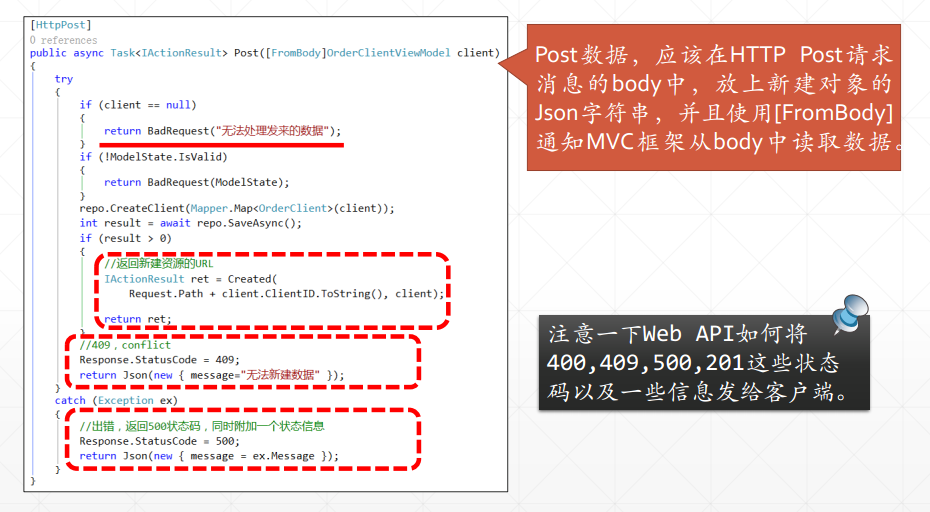 [HttpPost]
0 references
public async Task<IActionResult> Post([FromBody]OrderClientViewModel client)
{
try
{
if (client == null)
{
return BadRequest("无法处理发来的数据");
}
if (!ModelState.IsValid)
{
return BadRequest(ModelState);
}
repo.CreateClient(Mapper.Map<OrderClient>(client));
int result = await repo.SaveAsync();
if (result > 0)
{
//返回新建资源的URL
IActionResult ret = Created(
Request.Path + client.ClientID.ToString(), client);
return ret;
}
//409，conflict
Response.StatusCode = 409;
return Json(new { message="无法新建数据" });
}
catch (Exception ex)
{
//出错，返回500状态码，同时附加一个状态信息
Response.StatusCode = 500;
return Json(new { message = ex.Message });
}
}
Post数据，应该在HTTP Post请求
消息的body中，放上新建对象的
Json字符串，并且使用[FromBody]
通知MVC框架从body中读取数据。
注意一下Web API如何将
400,409,500,201这些状态
码以及一些信息发给客户端。